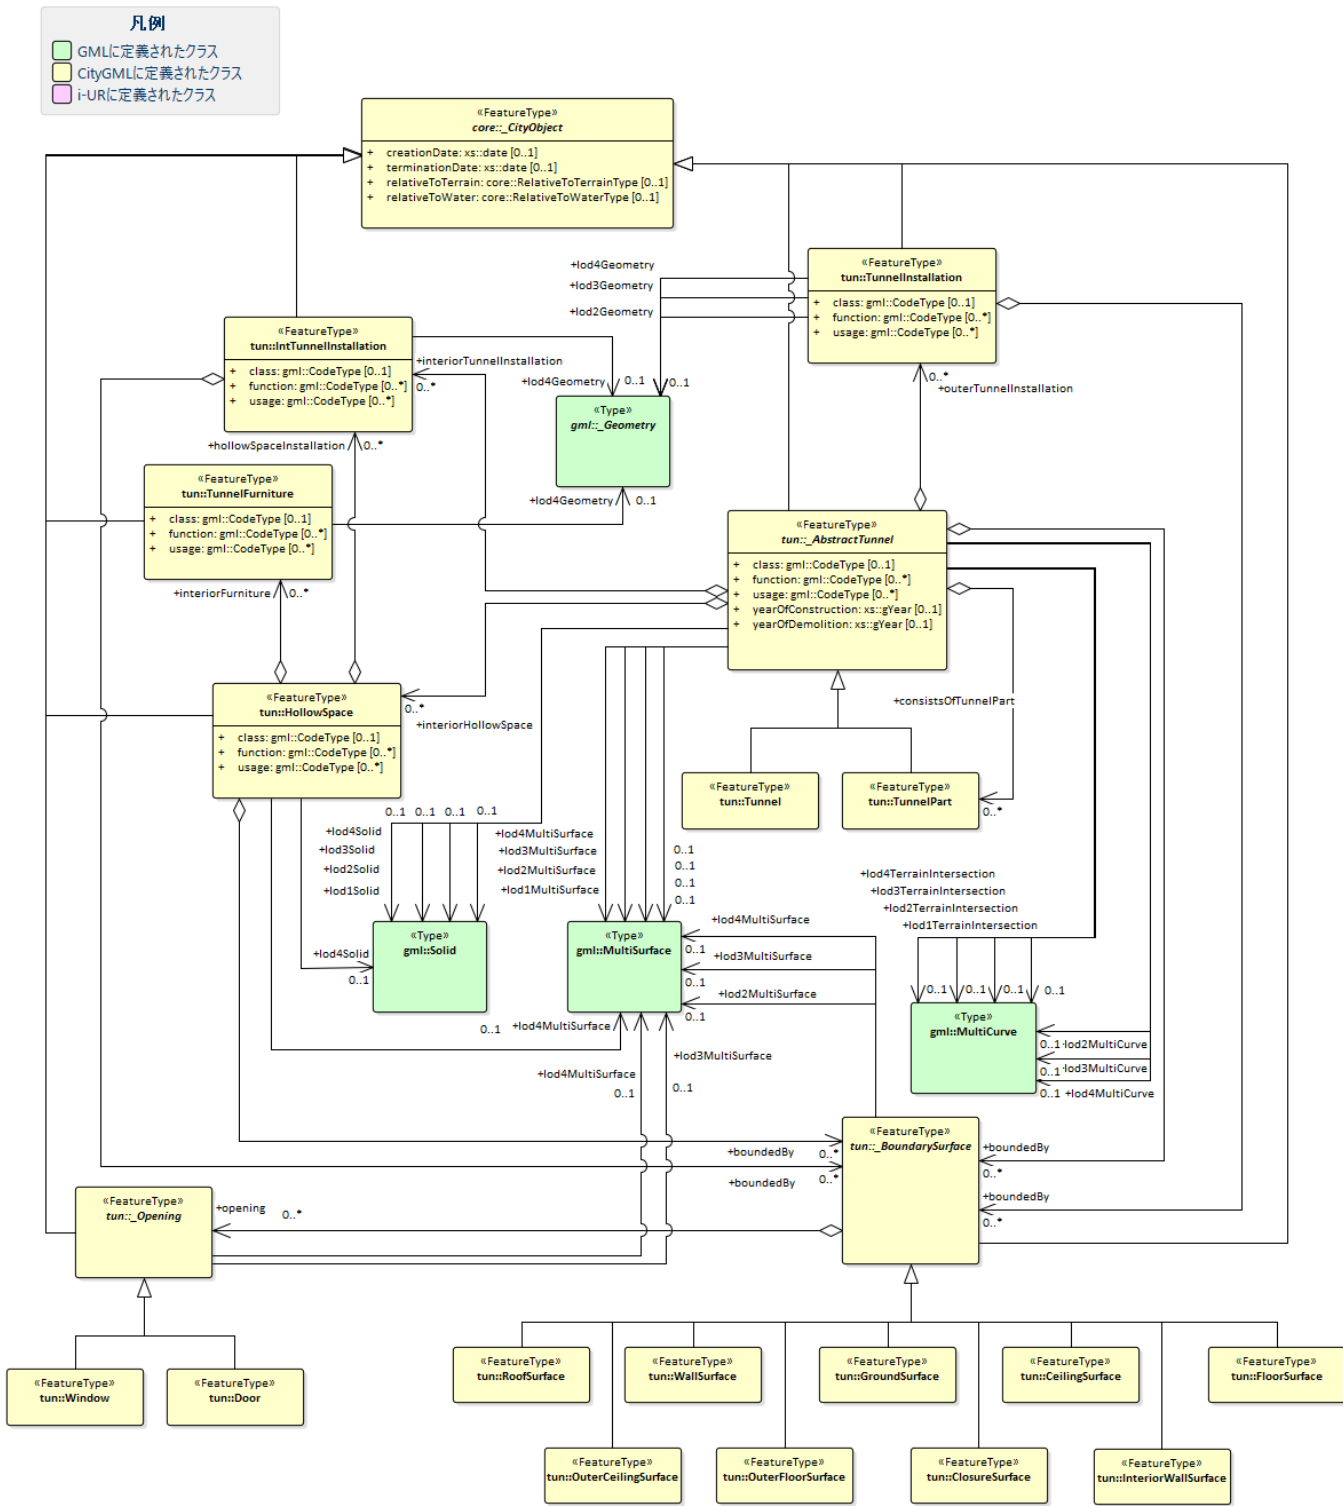 凡例
GMLに定義されたクラス
CityGMLに定義されたクラス
i-URに定義されたクラス
«FeatureType»
core::_CityObject
+ creationDate: xs::date [0..1]
+ terminationDate: xs::date [0..1]
+ relativeToTerrain: core::RelativeToTerrainType [0..1]
+ relativeToWater: core::RelativeToWaterType [0..1]
«FeatureType»
tun::TunnelInstallation
+ class: gml::CodeType [0..1]
+ function: gml::CodeType [0..*]
+ usage: gml::CodeType [0..*]
+lod4Geometry
+lod3Geometry
+lod2Geometry
0..1
«FeatureType»
tun::IntTunnelInstallation
+ class: gml::CodeType [0..1]
+ function: gml::CodeType [0..*]
+ usage: gml::CodeType [0..*]
+interiorTunnelInstallation
0..*
+lod4Geometry
0..1
0..*
+outerTunnelInstallation
«Type»
gml::_Geometry
+hollowSpaceInstallation
0..*
«FeatureType»
tun::TunnelFurniture
+ class: gml::CodeType [0..1]
+ function: gml::CodeType [0..*]
+ usage: gml::CodeType [0..*]
+lod4Geometry
0..1
+interiorFurniture
0..*
«FeatureType»
tun::_AbstractTunnel
+ class: gml::CodeType [0..1]
+ function: gml::CodeType [0..*]
+ usage: gml::CodeType [0..*]
+ yearOfConstruction: xs::gYear [0..1]
+ yearOfDemolition: xs::gYear [0..1]
«FeatureType»
tun::HollowSpace
+ class: gml::CodeType [0..1]
+ function: gml::CodeType [0..*]
+ usage: gml::CodeType [0..*]
0..*
+interiorHollowSpace
+consistsOfTunnelPart
0..*
«FeatureType»
tun::Tunnel
«FeatureType»
tun::TunnelPart
0..1
0..1
0..1
0..1
+lod4Solid
+lod3Solid
+lod2Solid
+lod1Solid
+lod4MultiSurface
+lod3MultiSurface
+lod2MultiSurface
+lod1MultiSurface
0..1
0..1
0..1
0..1
+lod4TerrainIntersection
+lod3TerrainIntersection
+lod2TerrainIntersection
+lod1TerrainIntersection
0..1
0..1
0..1
0..1
«Type»
gml::Solid
+lod4Solid
0..1
«Type»
gml::MultiSurface
+lod4MultiSurface
0..1
+lod3MultiSurface
0..1
+lod2MultiSurface
0..1
«Type»
gml::MultiCurve
0..1
+lod2MultiCurve
0..1
+lod3MultiCurve
0..1
+lod4MultiCurve
0..1
+lod4MultiSurface
+lod3MultiSurface
0..1
+lod4MultiSurface
0..1
«FeatureType»
tun::_BoundarySurface
+boundedBy
0..*
+boundedBy
0..*
+boundedBy
0..*
+boundedBy
0..*
«FeatureType»
tun::_Opening
+opening
0..*
«FeatureType»
tun::Window
«FeatureType»
tun::Door
«FeatureType»
tun::RoofSurface
«FeatureType»
tun::WallSurface
«FeatureType»
tun::GroundSurface
«FeatureType»
tun::CeilingSurface
«FeatureType»
tun::FloorSurface
«FeatureType»
tun::OuterCeilingSurface
«FeatureType»
tun::OuterFloorSurface
«FeatureType»
tun::ClosureSurface
«FeatureType»
tun::InteriorWallSurface